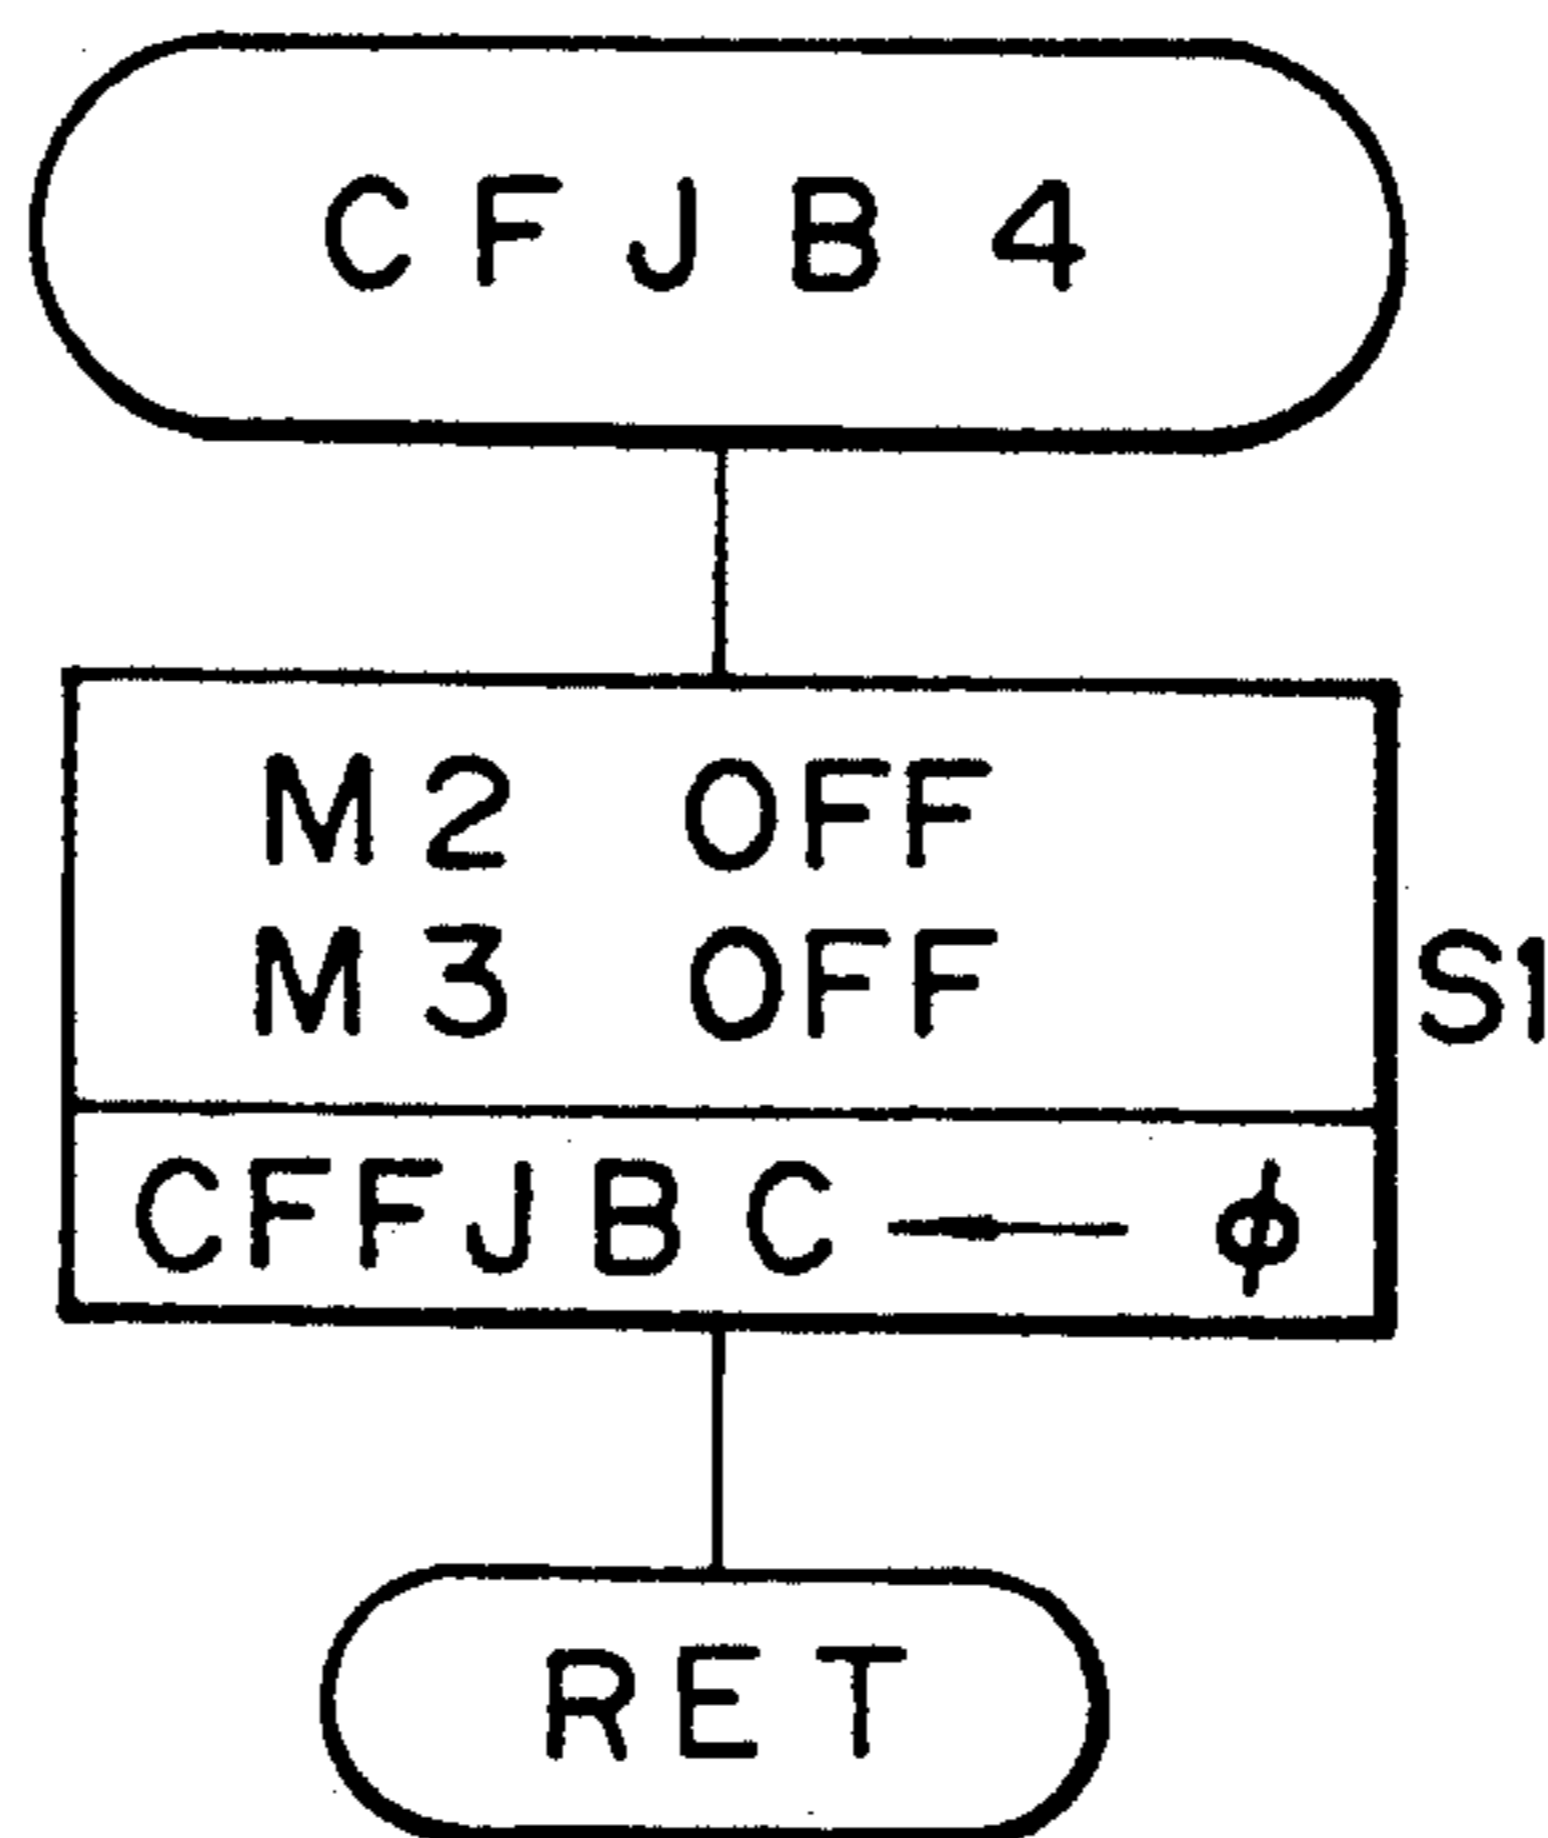 CFJB4
M2 OFF
M3 OFF
S1
CFFJBC ← φ
RET